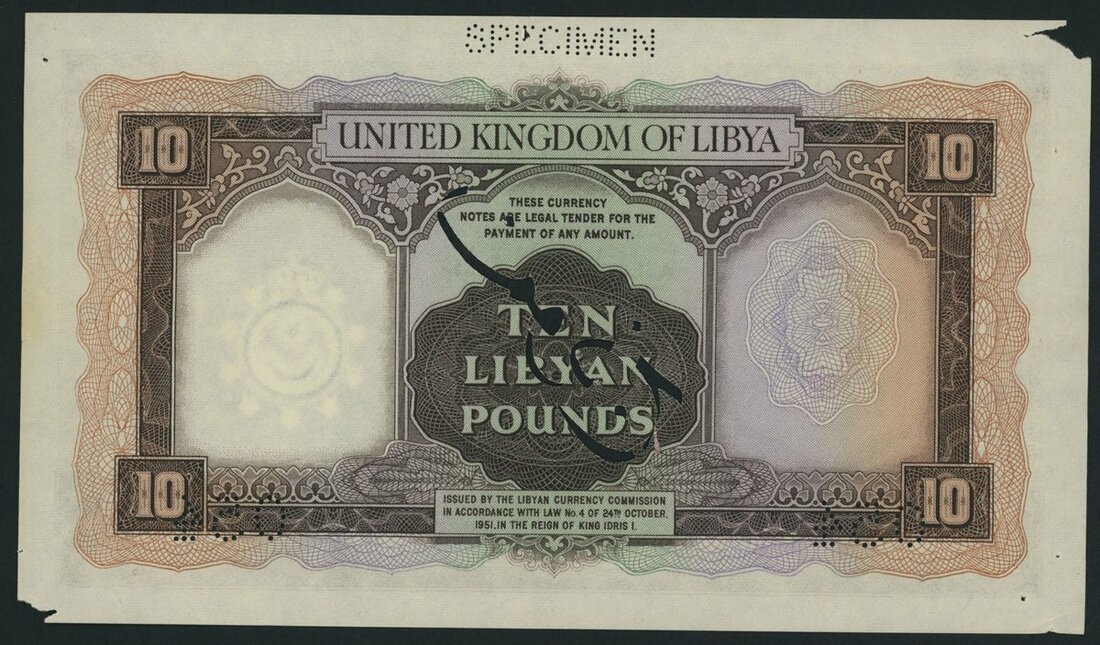 SPECIMEN
UNITED KINGDOM OF LIBYA
10
10
THESE CURRENCY
NOTES ARE LEGAL TENDER FOR THE
PAYMENT OF ANY AMOUNT.
TEN
LIBYAN
POUNDS
10
10
ISSUED BY THE LIBYAN CURRENCY COMMISSION
IN ACCORDANCE WITH LAW No. 4 OF 24TH OCTOBER,
1951, IN THE REIGN OF KING IDRIS I.